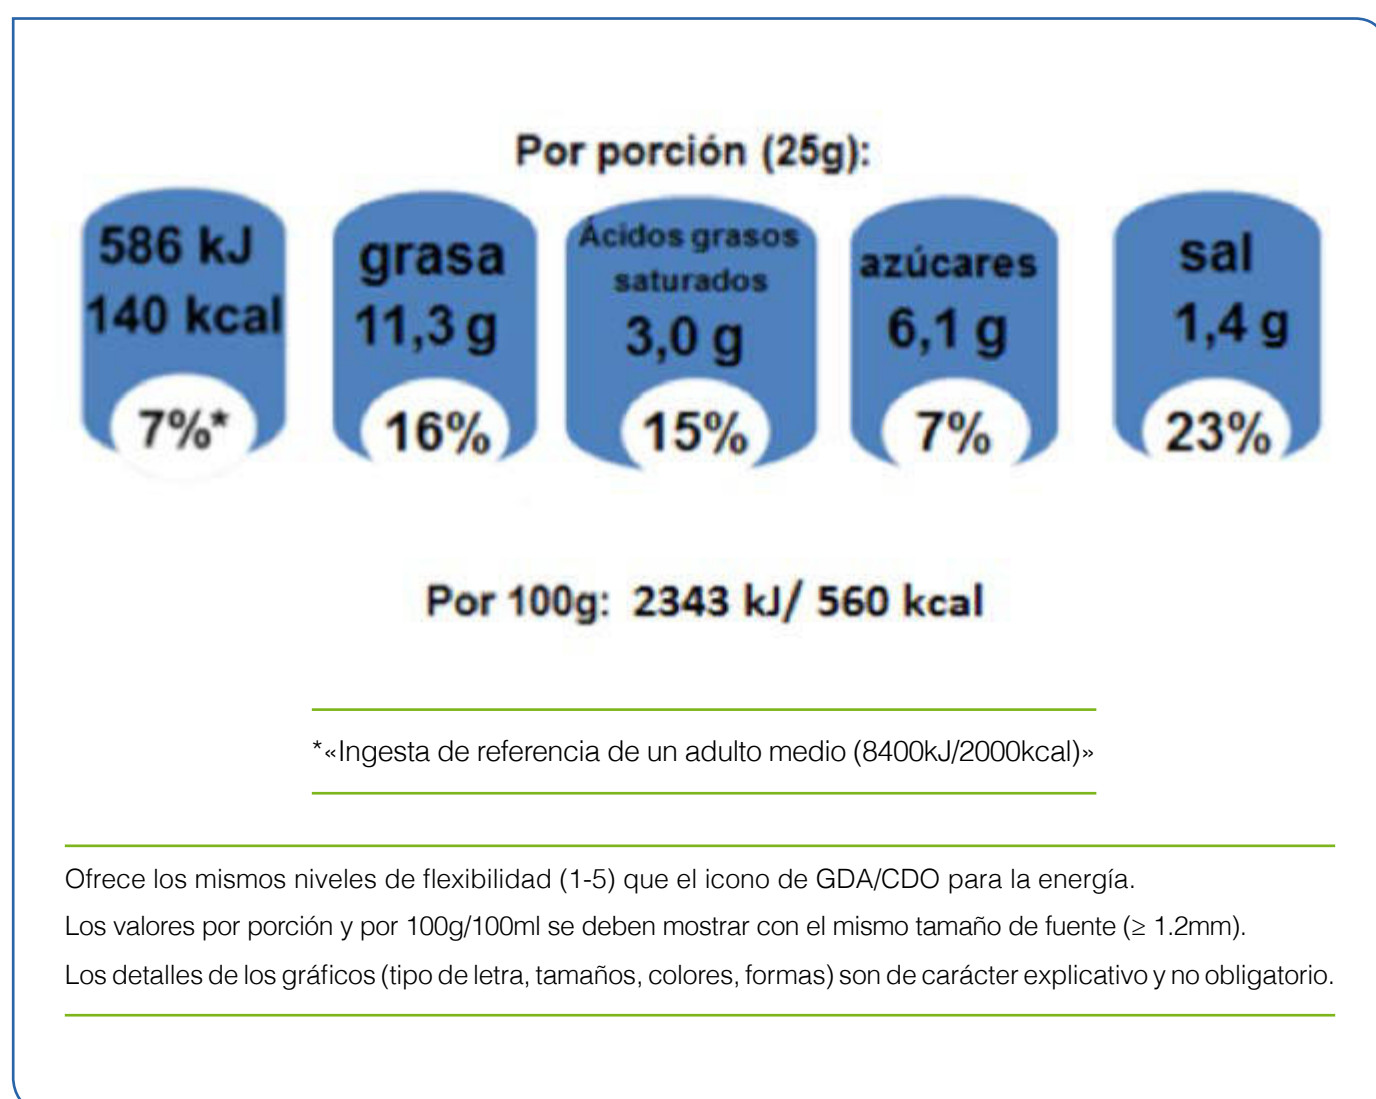 Por porción (25g):
586 kJ
140 kcal
7%*
grasa
11,3 g
16%
Ácidos grasos
saturados
3,0 g
15%
azúcares
6,1 g
7%
sal
1,4 g
23%
Por 100g: 2343 kJ/ 560 kcal
*«Ingesta de referencia de un adulto medio (8400kJ/2000kcal)»
Ofrece los mismos niveles de flexibilidad (1-5) que el icono de GDA/CDO para la energía.
Los valores por porción y por 100g/100ml se deben mostrar con el mismo tamaño de fuente (≥ 1.2mm).
Los detalles de los gráficos (tipo de letra, tamaños, colores, formas) son de carácter explicativo y no obligatorio.